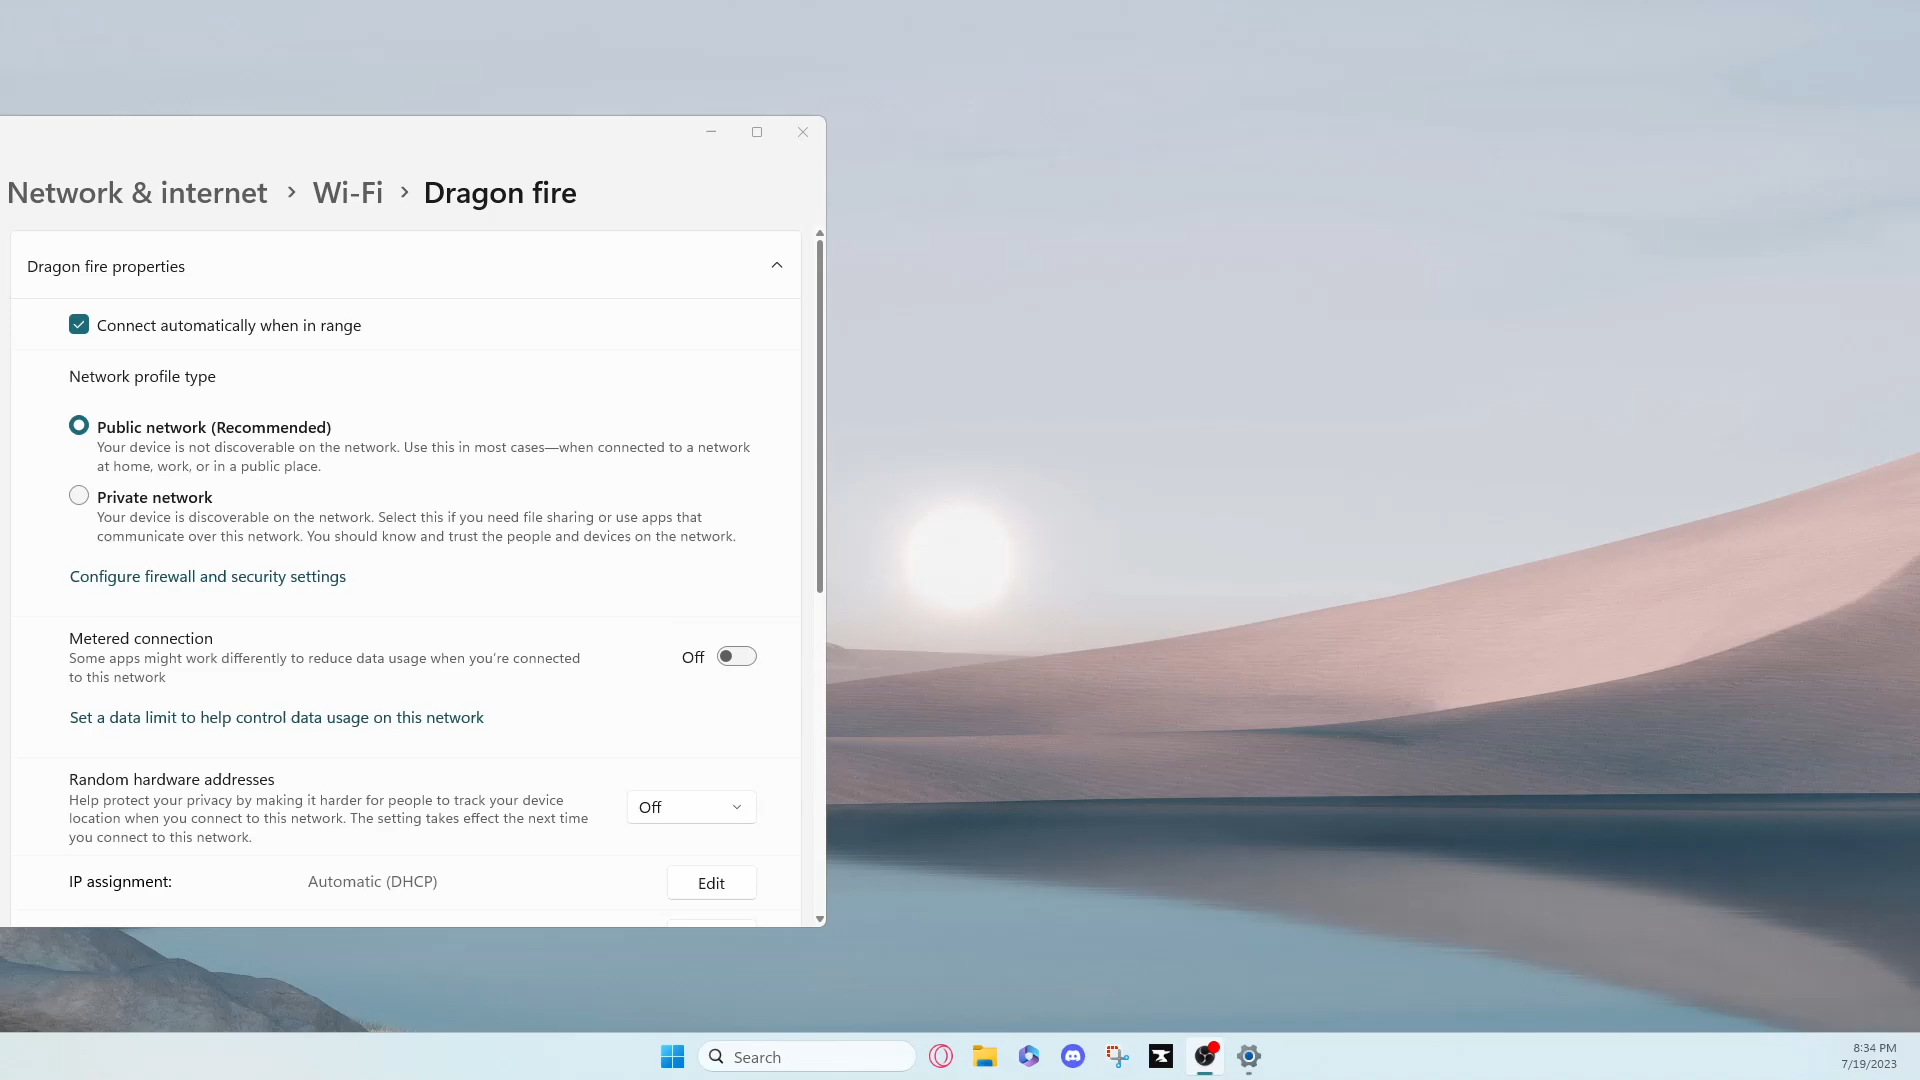 Network & internet › Wi-Fi › Dragon fire
Dragon fire properties
Connect automatically when in range
Network profile type
Public network (Recommended)
Your device is not discoverable on the network. Use this in most cases—when connected to a network
at home, work, or in a public place.
Private network
Your device is discoverable on the network. Select this if you need file sharing or use apps that
communicate over this network. You should know and trust the people and devices on the network.
Configure firewall and security settings
Metered connection
Some apps might work differently to reduce data usage when you're connected
to this network
Off
Set a data limit to help control data usage on this network
Random hardware addresses
Help protect your privacy by making it harder for people to track your device
location when you connect to this network. The setting takes effect the next time
you connect to this network.
Off
IP assignment: Automatic (DHCP) Edit
Search
8:34 PM
7/19/2023